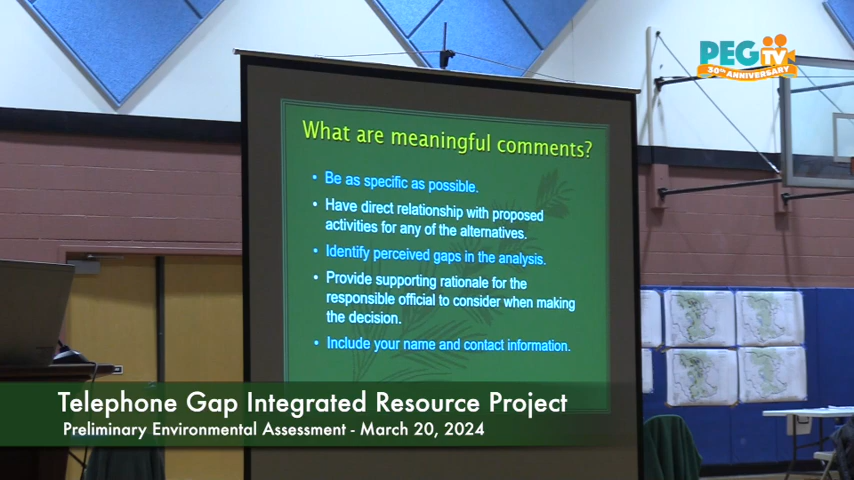 PEGTV
30TH ANNIVERSARY
What are meaningful comments?
• Be as specific as possible.
• Have direct relationship with proposed
activities for any of the alternatives.
• Identify perceived gaps in the analysis.
• Provide supporting rationale for the
responsible official to consider when making
the decision.
• Include your name and contact information.
Telephone Gap Integrated Resource Project
Preliminary Environmental Assessment - March 20, 2024